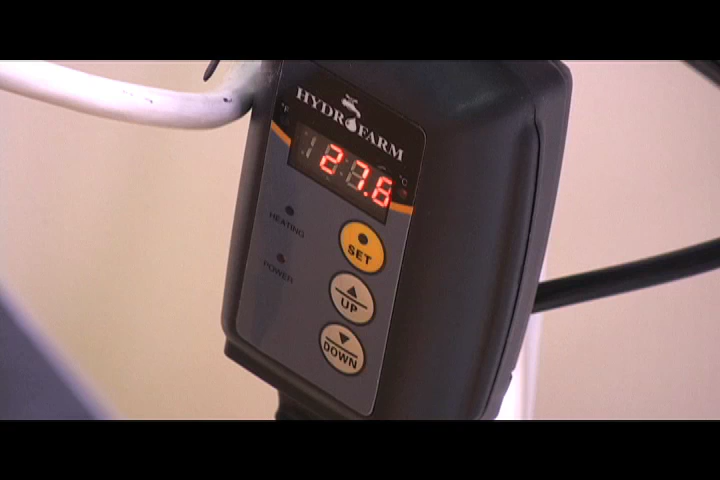 HYDROFARM
°F
°C
27.6
HEATING
SET
POWER
UP
DOWN